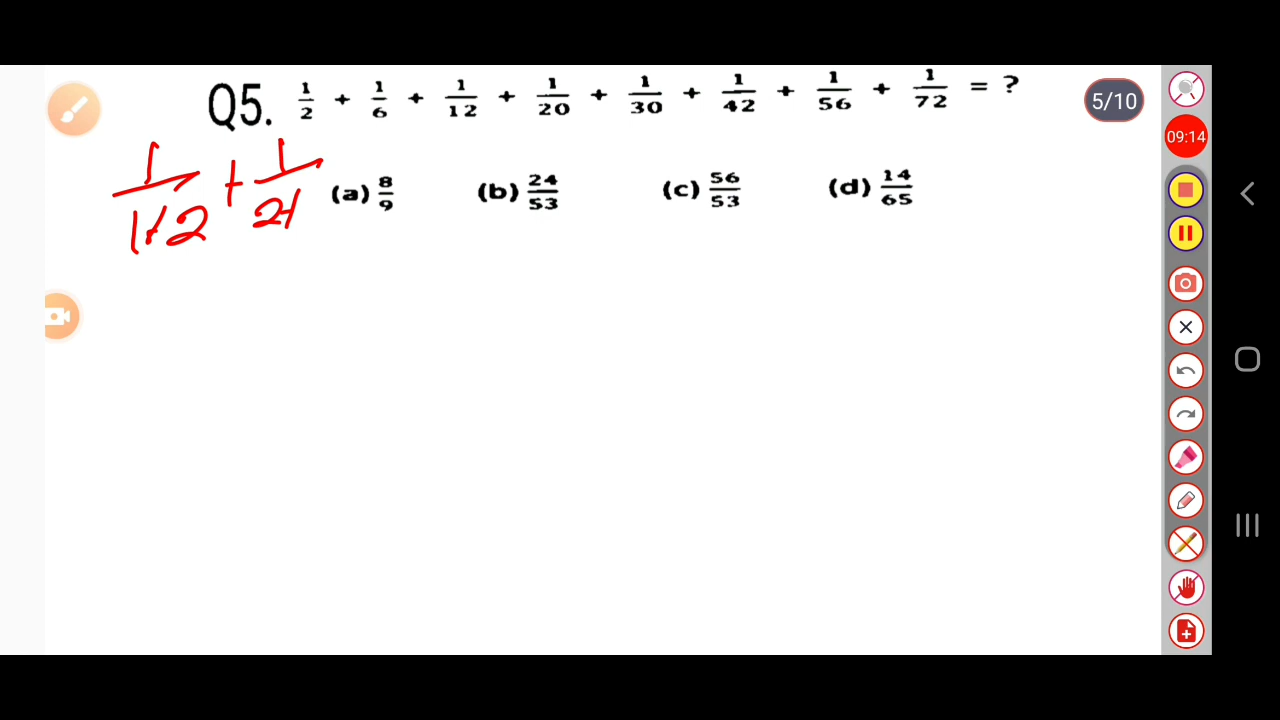 Q5. 1/2 + 1/6 + 1/12 + 1/20 + 1/30 + 1/42 + 1/56 + 1/72 = ?
5/10
09:14
1/1×2 + 1/2
(a) 8/9 (b) 24/53 (c) 56/53 (d) 14/65